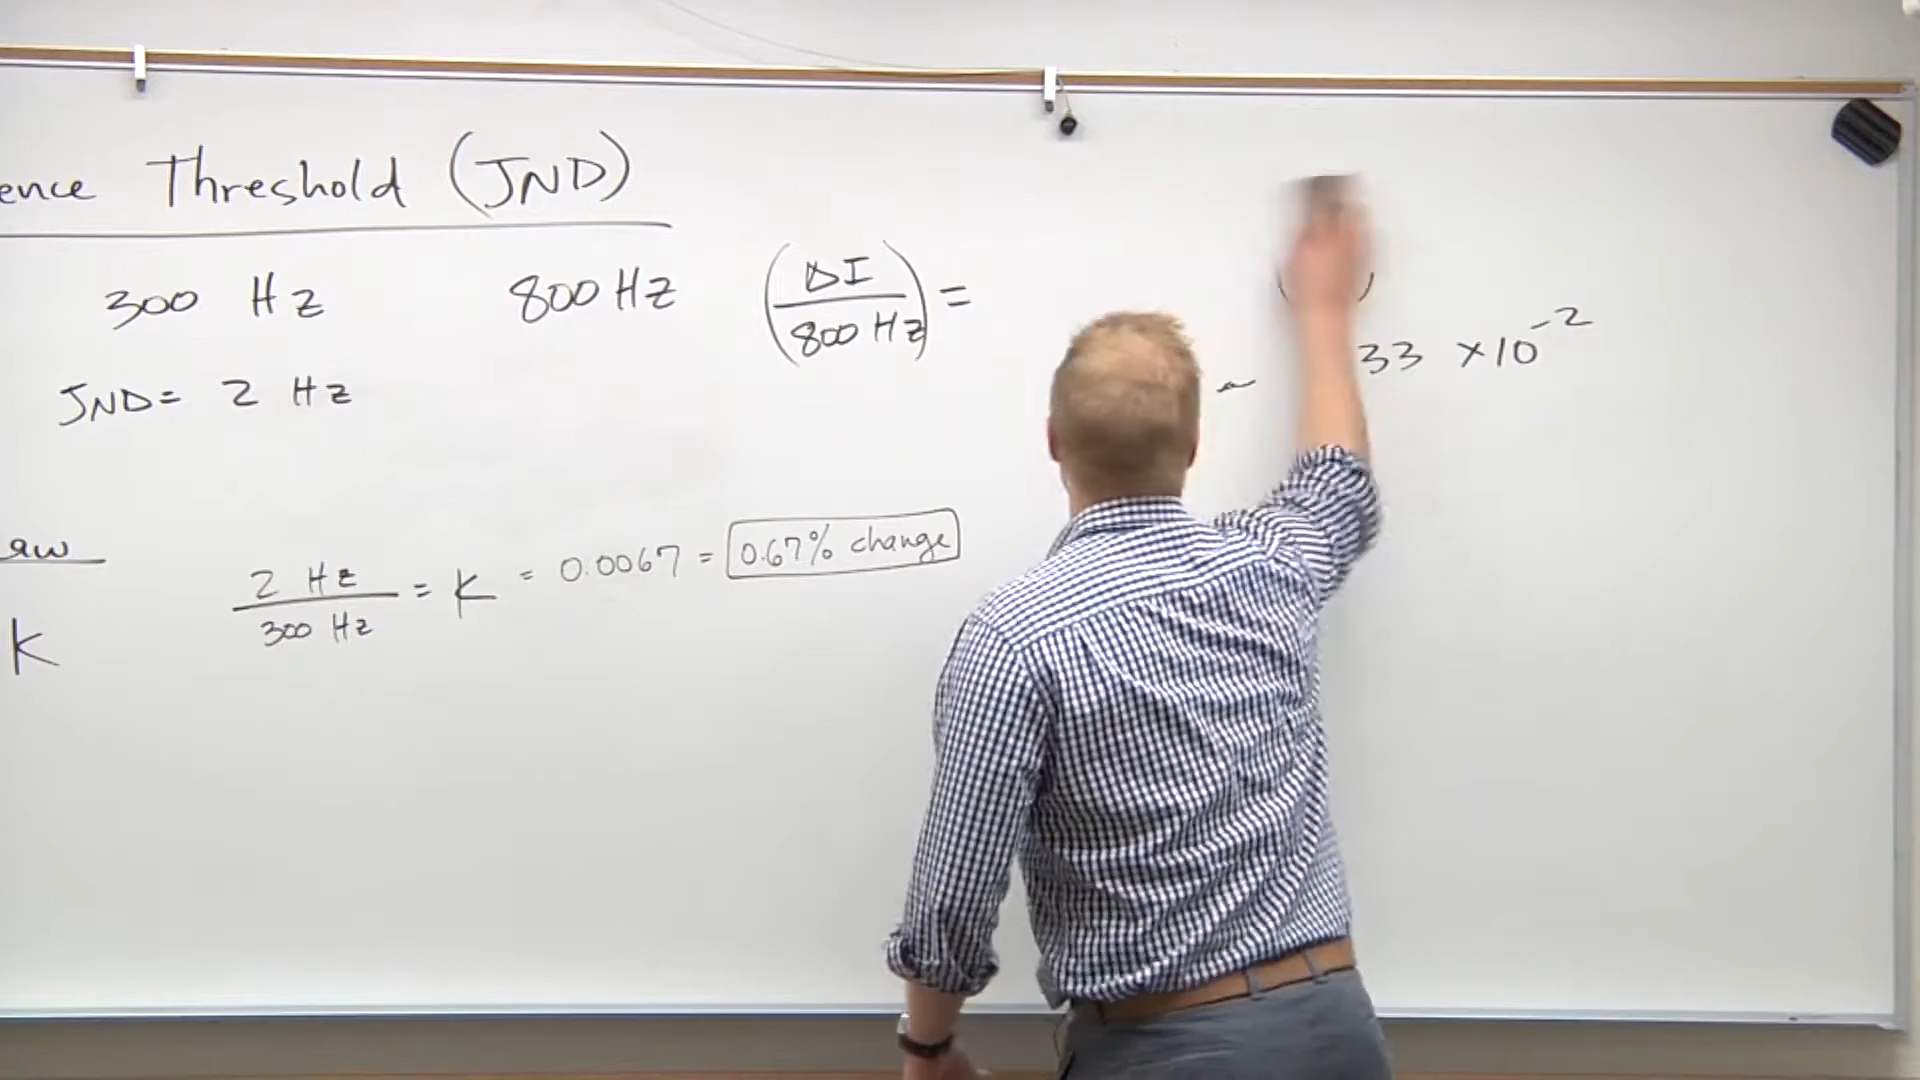 ence Threshold (JND)
300 Hz 800 Hz (ΔI / 800 Hz) =
33 ×10⁻²
JND = 2 Hz
aw
2 Hz / 300 Hz = K = 0.0067 = 0.67% change
K